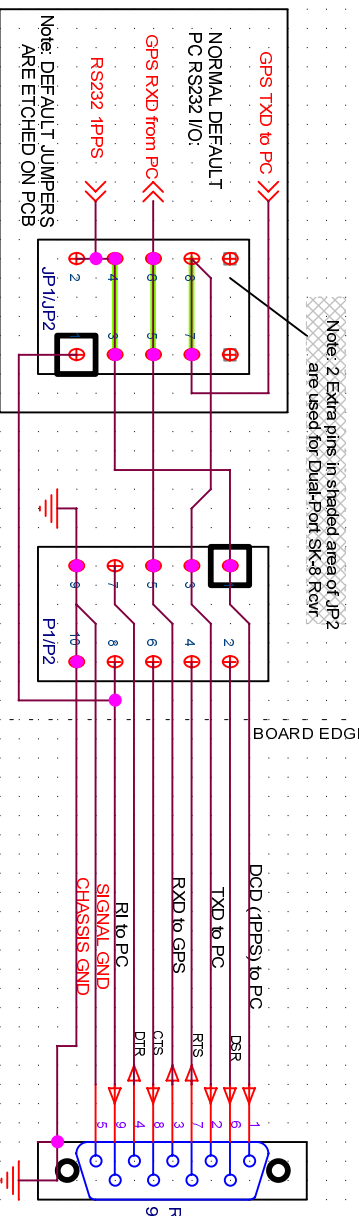 Note: 2 Extra pins in shaded area of JP2
are used for Dual-Port SK-8 Rcvr
GPS TXD to PC
NORMAL DEFAULT
PC RS232 I/O:
GPS RXD from PC
RS232 1PPS
Note: DEFAULT JUMPERS
ARE ETCHED ON PCB
8 7
6 5
4 3
2 1
JP1/JP2
2
3 4
5 6
7 8
9 10
P1/P2
BOARD EDGE
DCD (1PPS) to PC
DSR
TXD to PC
RTS
RXD to GPS
CTS
DTR
RI to PC
SIGNAL GND
CHASSIS GND
1
6
2
7
3
8
4
9
5
R
9